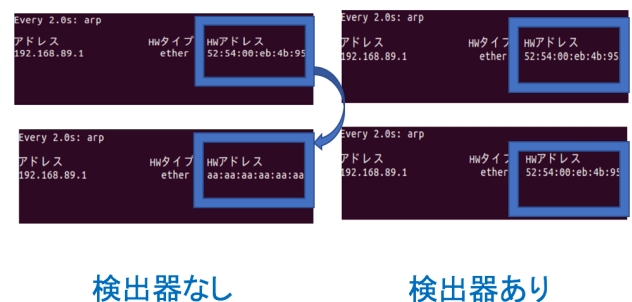 Every 2.0s: arp
アドレス HWタイプ HWアドレス
192.168.89.1 ether 52:54:00:eb:4b:95
Every 2.0s: arp
アドレス HWタイプ HWアドレス
192.168.89.1 ether aa:aa:aa:aa:aa:aa
検出器なし
Every 2.0s: arp
アドレス HWタイプ HWアドレス
192.168.89.1 ether 52:54:00:eb:4b:95
Every 2.0s: arp
アドレス HWタイプ HWアドレス
192.168.89.1 ether 52:54:00:eb:4b:95
検出器あり